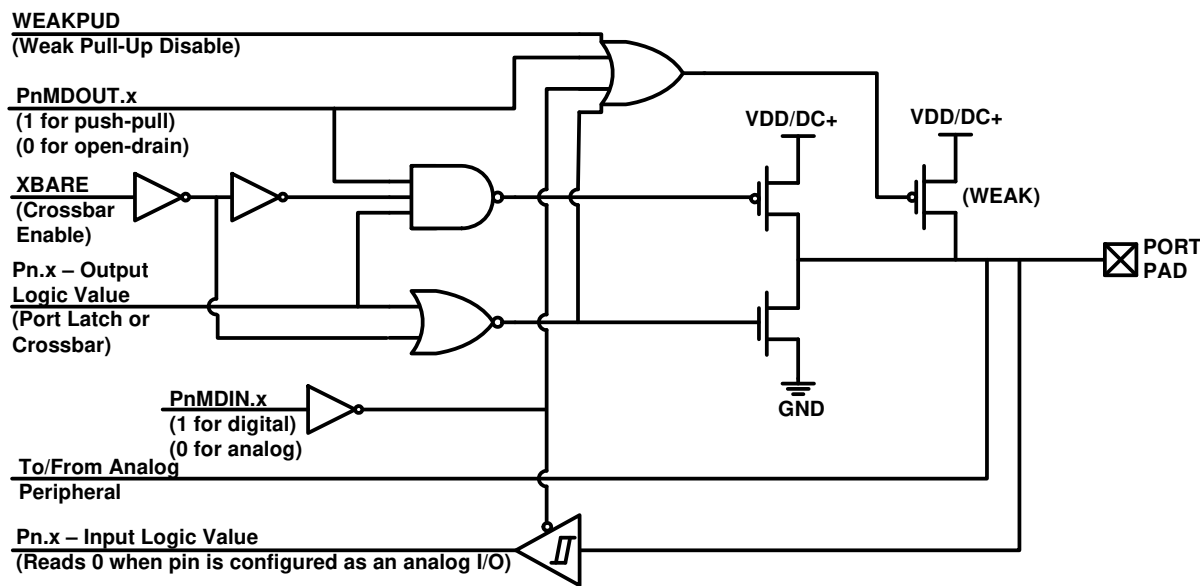 WEAKPUD
(Weak Pull-Up Disable)
PnMDOUT.x
(1 for push-pull)
(0 for open-drain)
XBARE
(Crossbar
Enable)
Pn.x – Output
Logic Value
(Port Latch or
Crossbar)
PnMDIN.x
(1 for digital)
(0 for analog)
To/From Analog
Peripheral
Pn.x – Input Logic Value
(Reads 0 when pin is configured as an analog I/O)
VDD/DC+
VDD/DC+
(WEAK)
PORT
PAD
GND